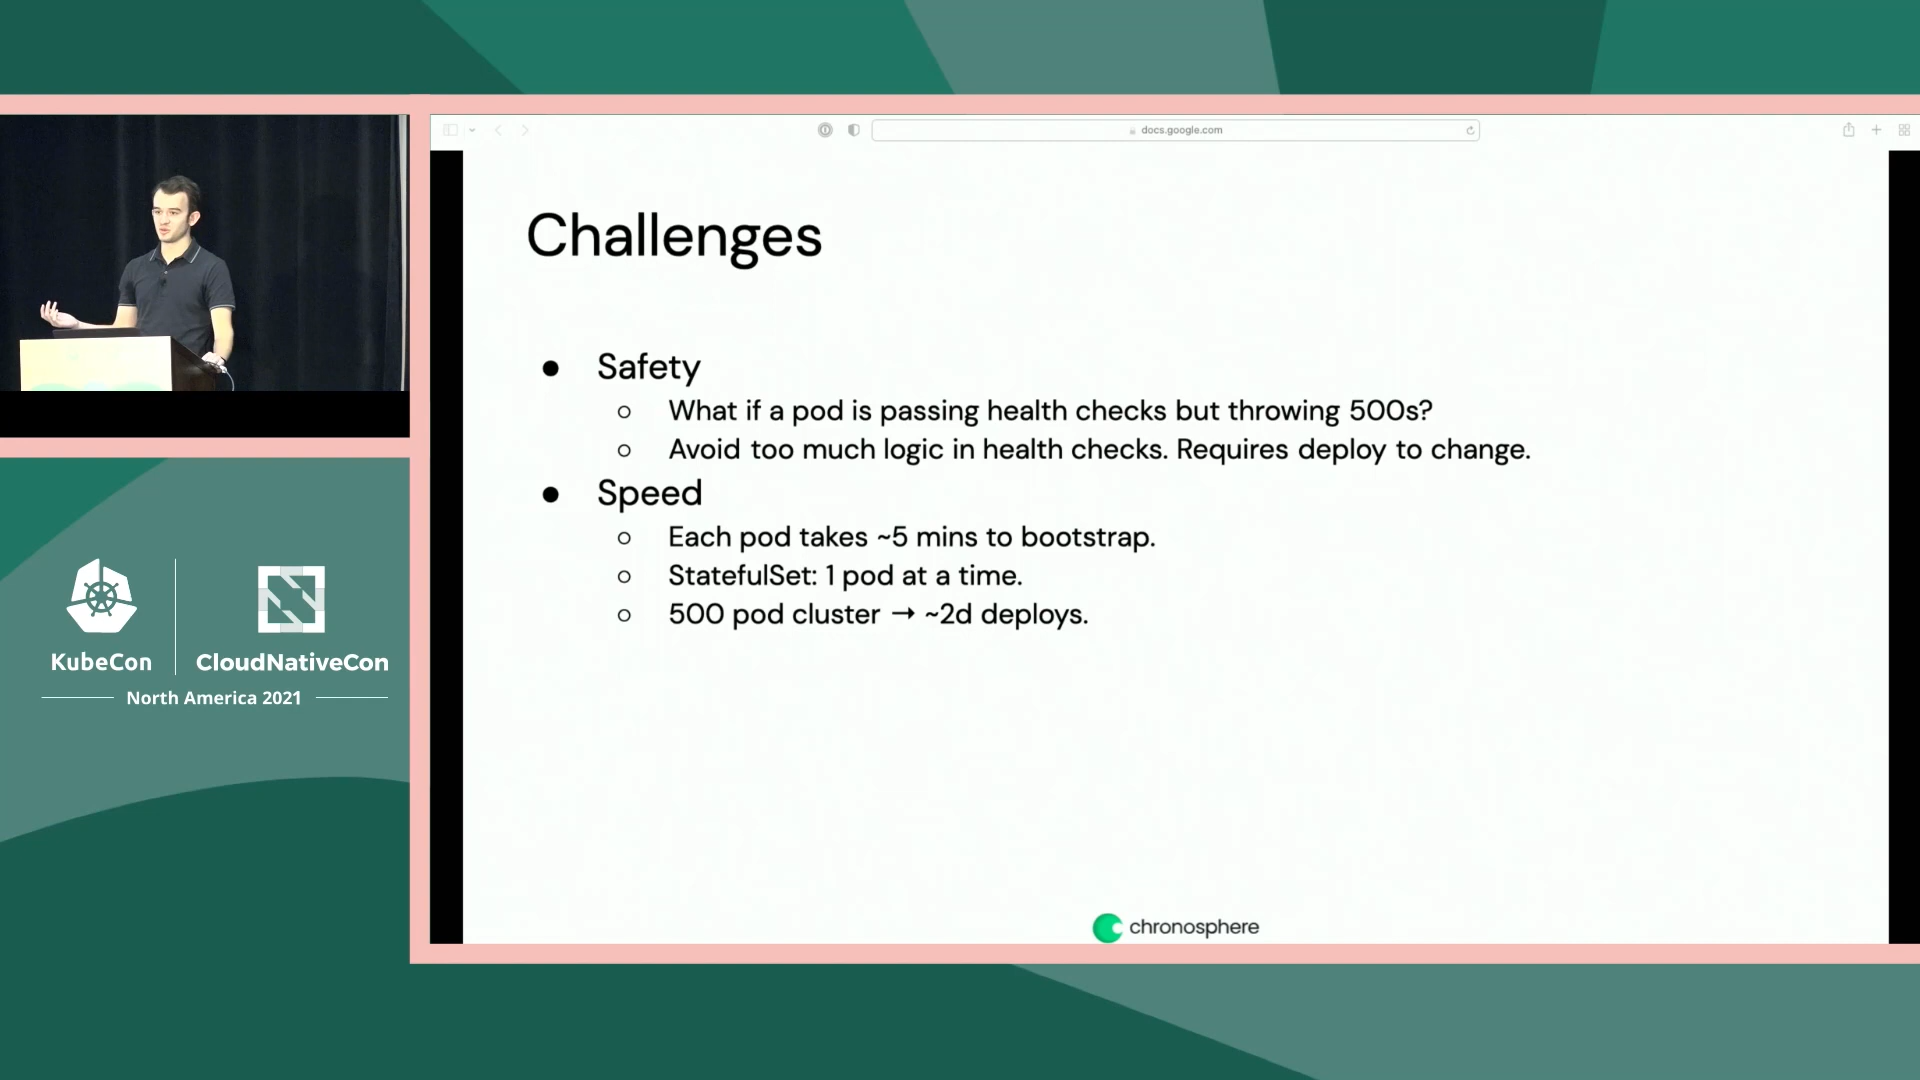 docs.google.com
Challenges
● Safety
○ What if a pod is passing health checks but throwing 500s?
○ Avoid too much logic in health checks. Requires deploy to change.
● Speed
○ Each pod takes ~5 mins to bootstrap.
○ StatefulSet: 1 pod at a time.
○ 500 pod cluster → ~2d deploys.
chronosphere
KubeCon
CloudNativeCon
North America 2021